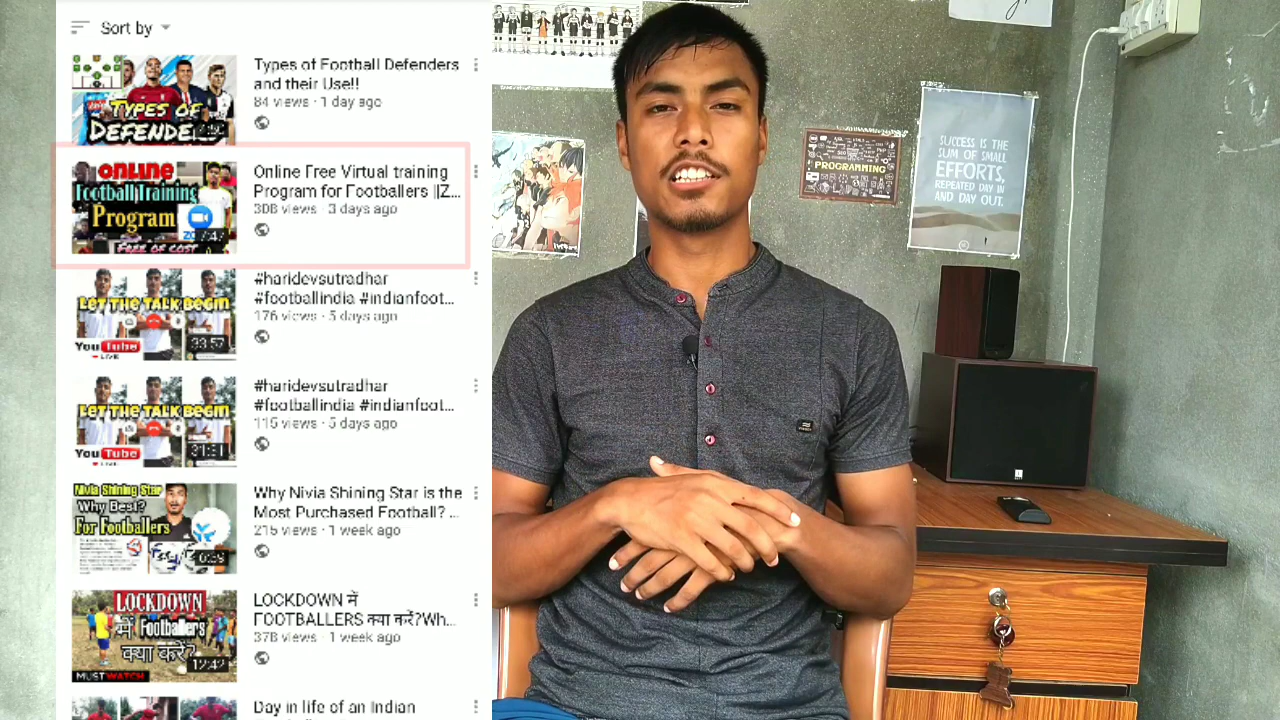 Sort by
Types of Football Defenders
and their Use!!
84 views · 1 day ago
TYPES OF
ONLINE
Football Training
Program
FREE OF COST
Online Free Virtual training
Program for Footballers ||Z...
308 views · 3 days ago
LET THE TALK BEGIN
YouTube
LIVE
33:57
#haridevsutradhar
#footballindia #indianfoot...
176 views · 5 days ago
LET THE TALK BEGIN
YouTube
LIVE
31:31
#haridevsutradhar
#footballindia #indianfoot...
115 views · 5 days ago
Nivia Shining Star
Why Best?
For Footballers
Why Nivia Shining Star is the
Most Purchased Football? ...
215 views · 1 week ago
LOCKDOWN
में Footballers
क्या करें?
MUST WATCH
12:42
LOCKDOWN में
FOOTBALLERS क्या करें?Wh...
378 views · 1 week ago
Day in life of an Indian
PROGRAMMING
SUCCESS IS THE
SUM OF SMALL
EFFORTS,
REPEATED DAY IN
AND DAY OUT.